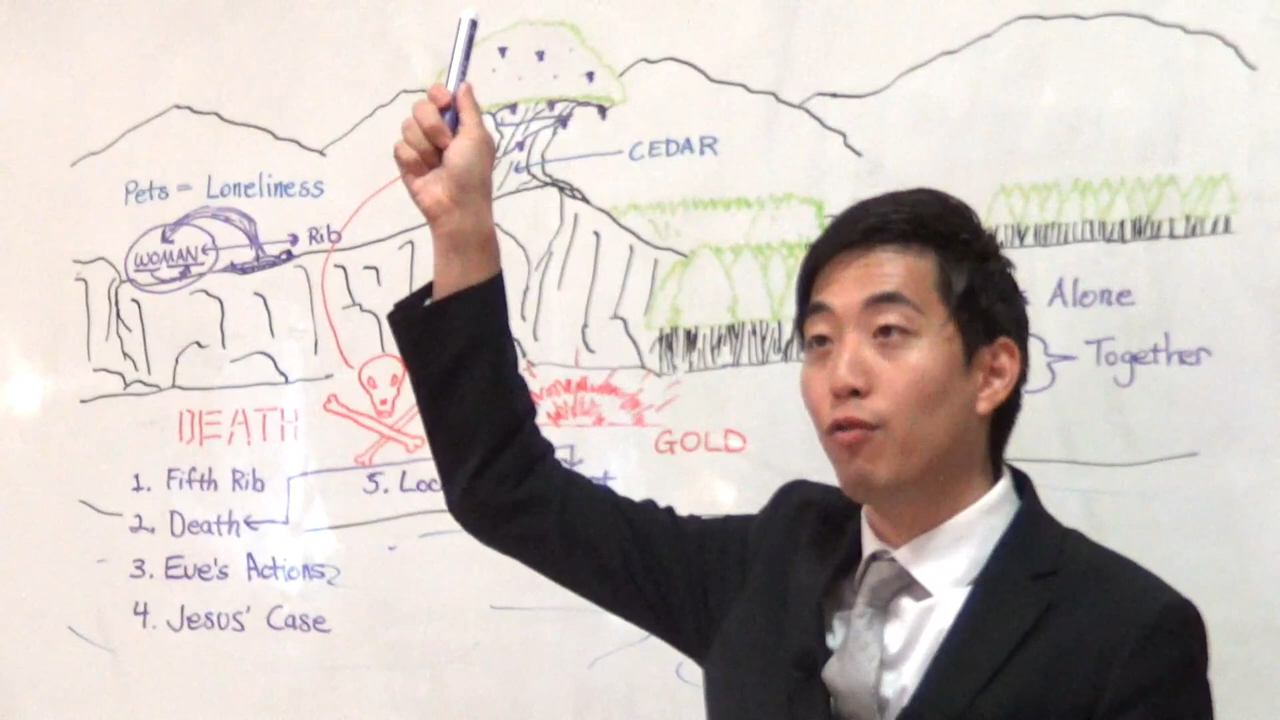 CEDAR
Pets = Loneliness
Rib
WOMAN
Alone
Together
DEATH
GOLD
1. Fifth Rib
5. Loc
2. Death
3. Eve's Actions
4. Jesus' Case